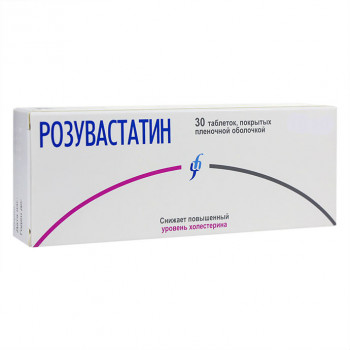 РОЗУВАСТАТИН
30 таблеток, покрытых
пленочной оболочкой
Снижает повышенный
уровень холестерина